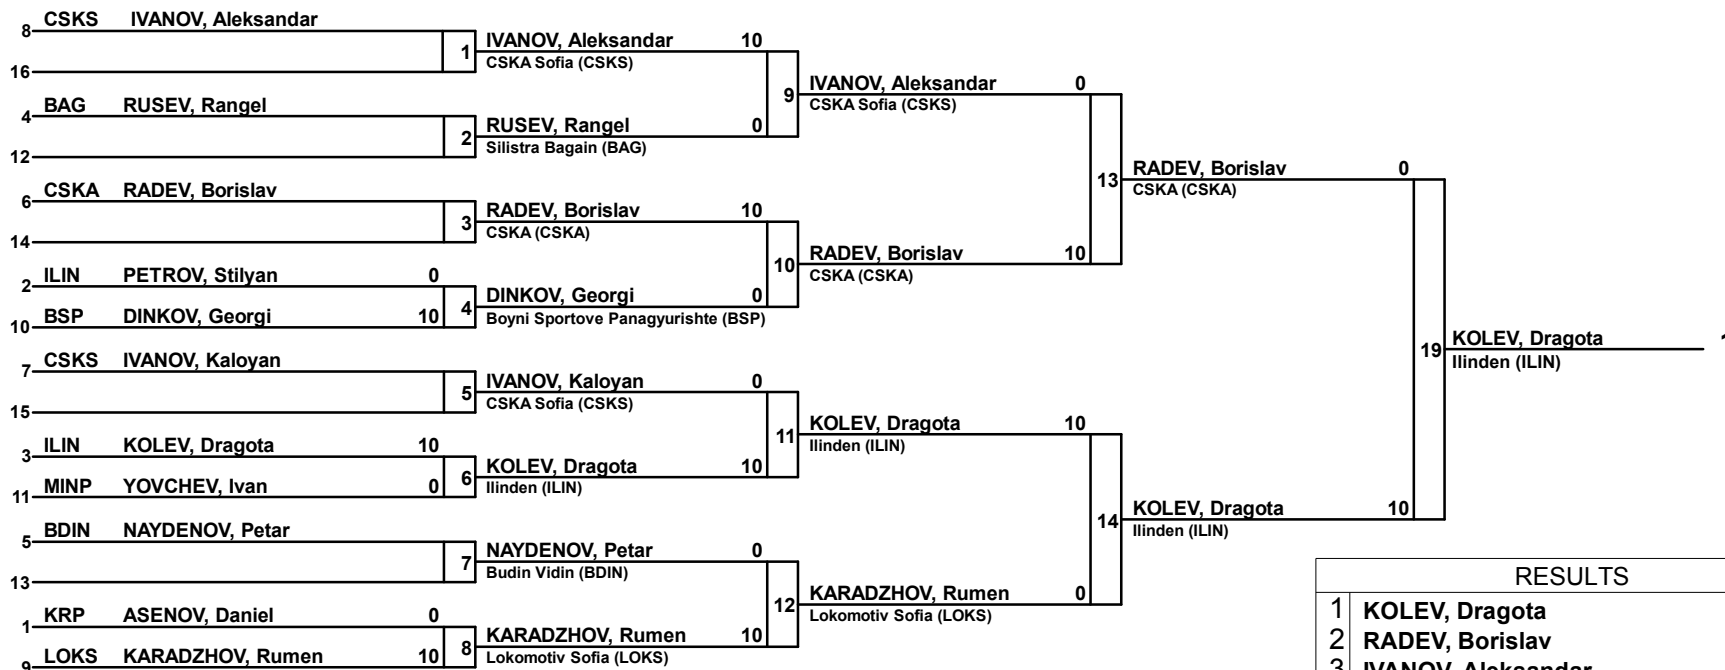 8 CSKS IVANOV, Aleksandar
16
1
IVANOV, Aleksandar 10
CSKA Sofia (CSKS)
4 BAG RUSEV, Rangel
12
2
RUSEV, Rangel 0
Silistra Bagain (BAG)
9
IVANOV, Aleksandar 0
CSKA Sofia (CSKS)
6 CSKA RADEV, Borislav
14
3
RADEV, Borislav 10
CSKA (CSKA)
2 ILIN PETROV, Stilyan 0
10 BSP DINKOV, Georgi 10
4
DINKOV, Georgi 0
Boyni Sportove Panagyurishte (BSP)
10
RADEV, Borislav 10
CSKA (CSKA)
13
RADEV, Borislav 0
CSKA (CSKA)
7 CSKS IVANOV, Kaloyan
15
5
IVANOV, Kaloyan 0
CSKA Sofia (CSKS)
3 ILIN KOLEV, Dragota 10
11 MINP YOVCHEV, Ivan 0
6
KOLEV, Dragota 10
Ilinden (ILIN)
11
KOLEV, Dragota 10
Ilinden (ILIN)
5 BDIN NAYDENOV, Petar
13
7
NAYDENOV, Petar 0
Budin Vidin (BDIN)
1 KRP ASENOV, Daniel 0
9 LOKS KARADZHOV, Rumen 10
8
KARADZHOV, Rumen 10
Lokomotiv Sofia (LOKS)
12
KARADZHOV, Rumen 0
Lokomotiv Sofia (LOKS)
14
KOLEV, Dragota 10
Ilinden (ILIN)
19
KOLEV, Dragota
Ilinden (ILIN)
RESULTS
1 KOLEV, Dragota
2 RADEV, Borislav
3 IVANOV, Aleksandar